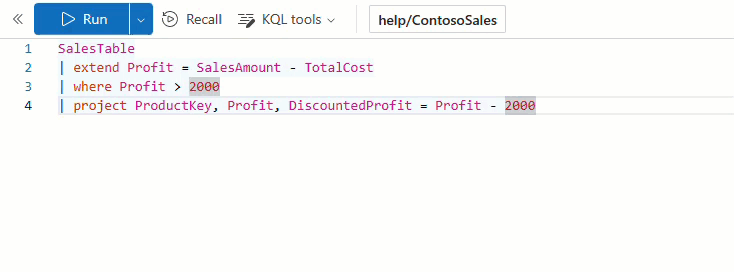 Run Recall KQL tools help/ContosoSales
1 SalesTable
2 | extend Profit = SalesAmount - TotalCost
3 | where Profit > 2000
4 | project ProductKey, Profit, DiscountedProfit = Profit - 2000